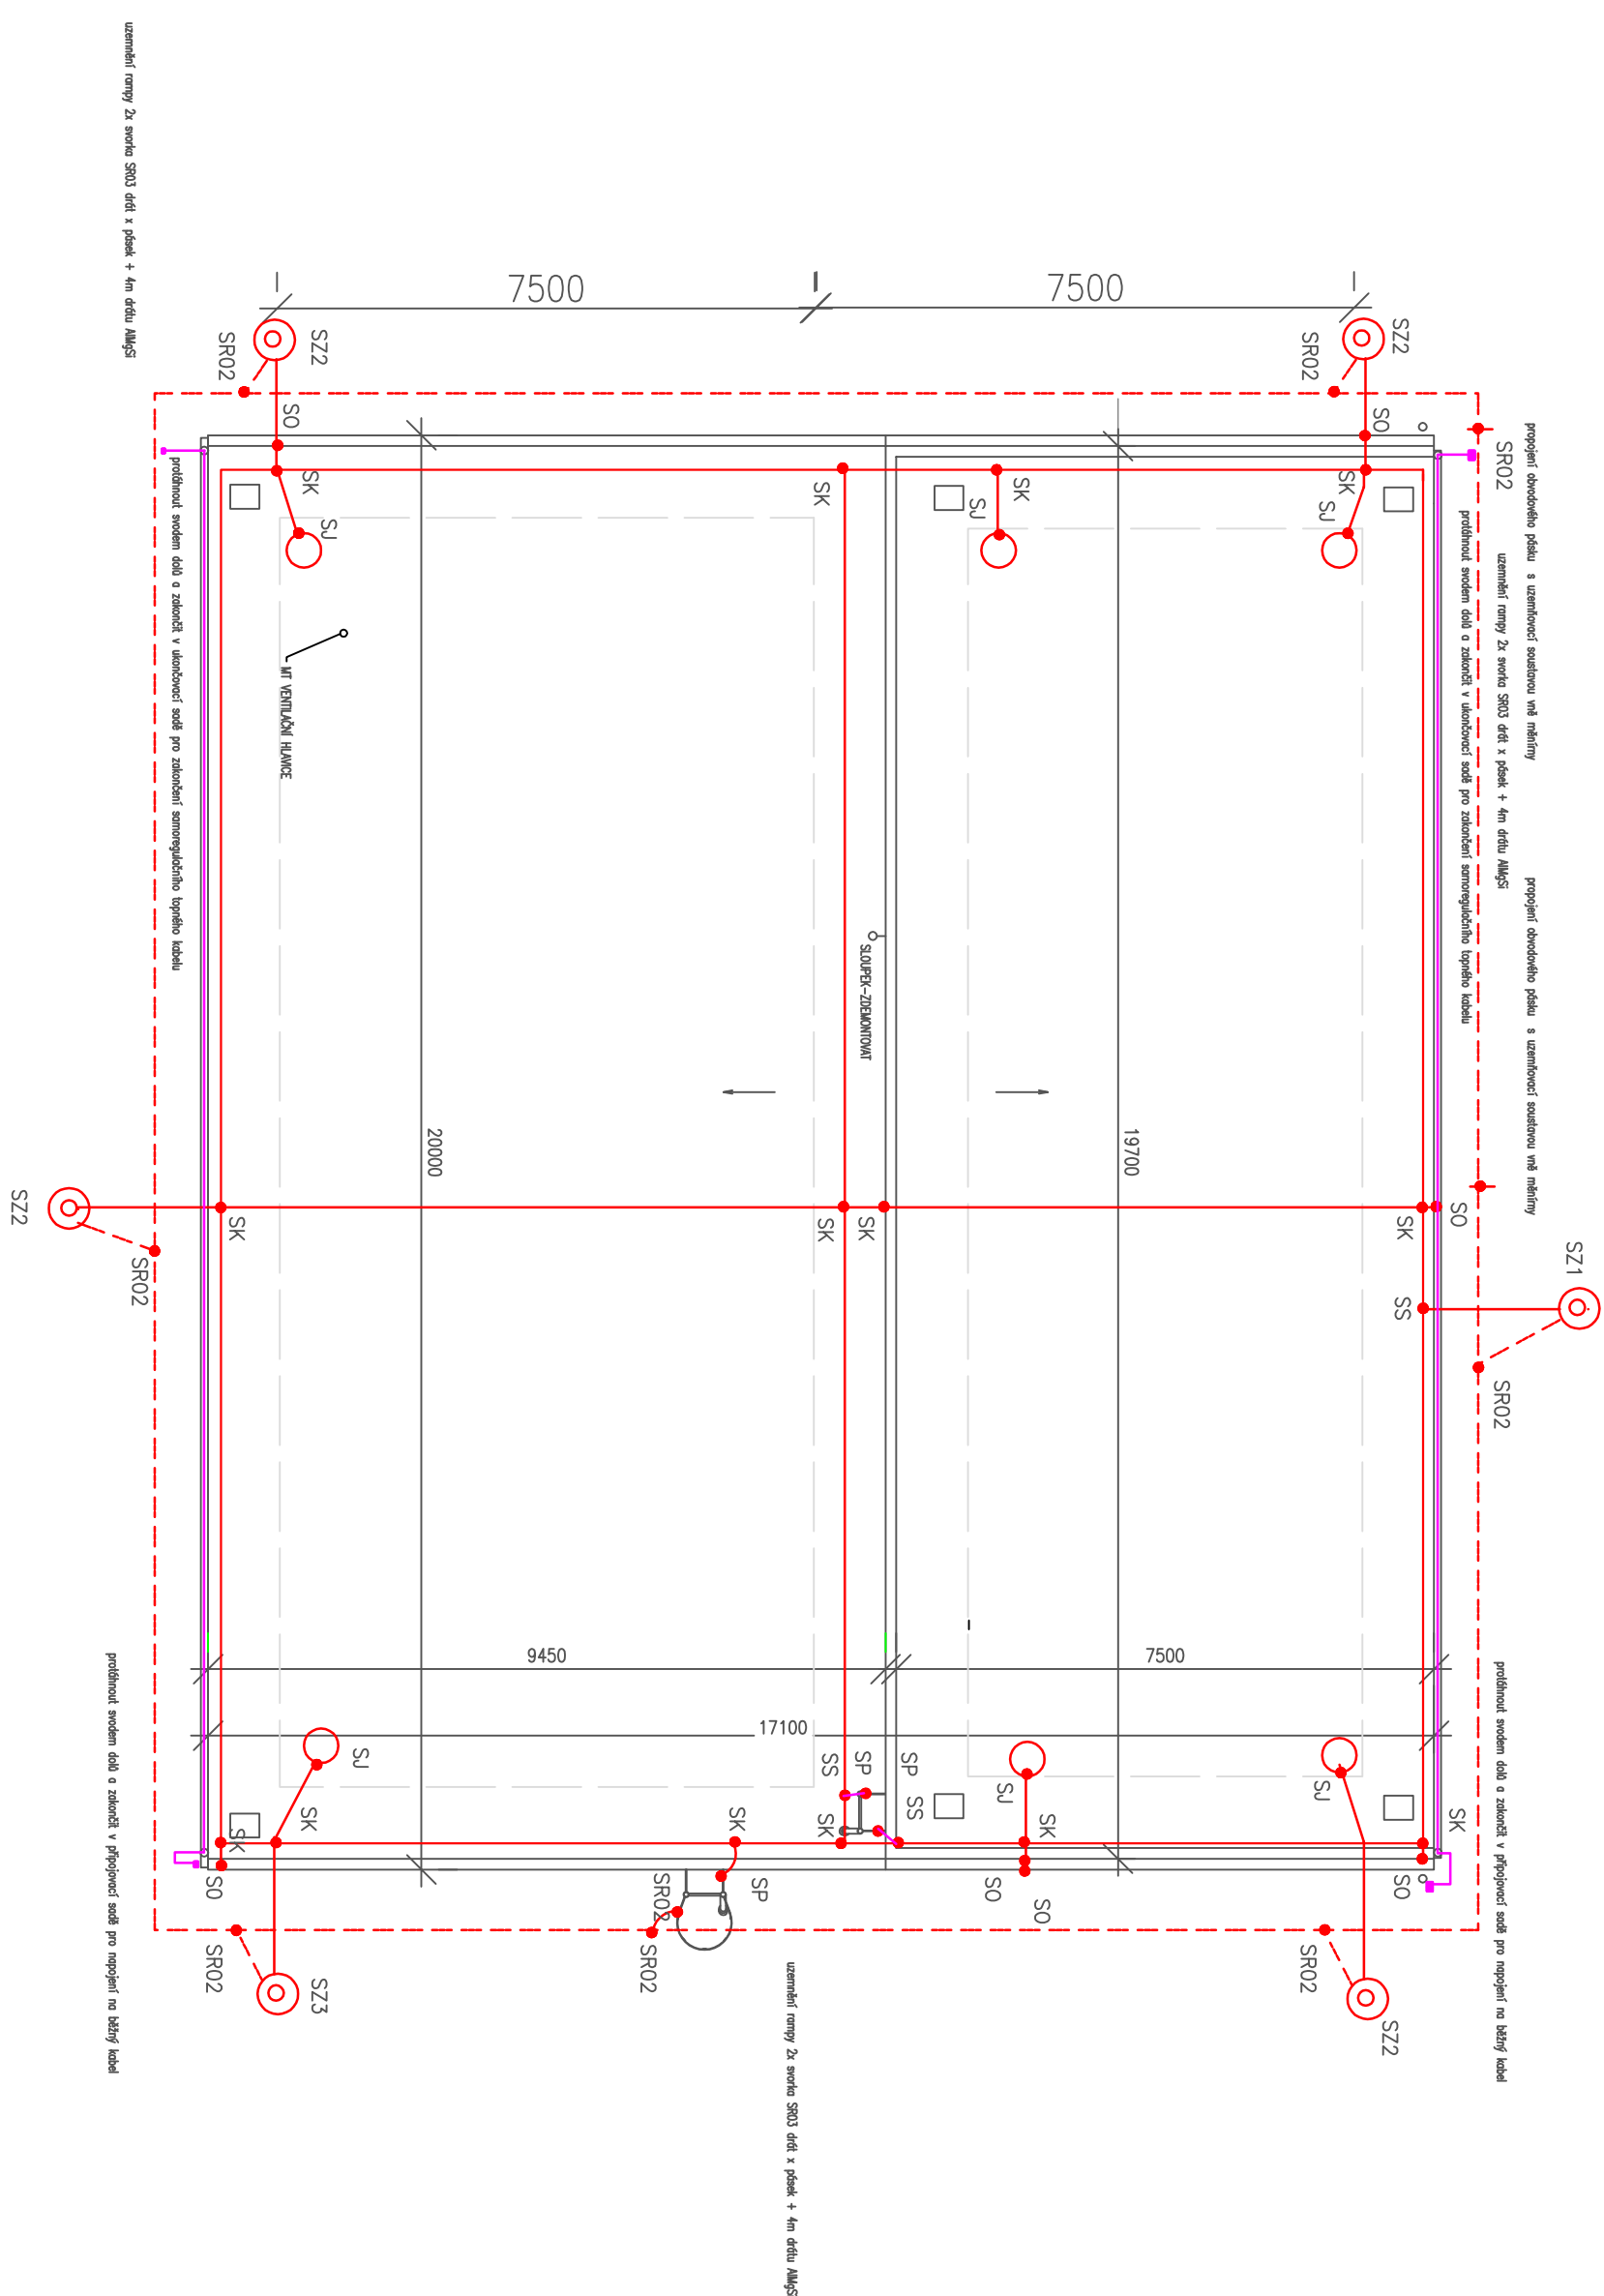 uzemnění rampy 2x svorka SR03 drát x pásek + 4m drátu AlMgSi
7500
7500
SR02
SZ2
SR02
SZ2
SO
SO
SR02
propojení obvodového pásku s uzemňovací soustavou vně měnírny
SK
SJ
SK
SK
SJ
SK
SJ
protáhnout svodem dolů a zakončit v ukončovací sadě pro zakončení samoregulačního topného kabelu
protáhnout svodem dolů a zakončit v ukončovací sadě pro zakončení samoregulačního topného kabelu
uzemnění rampy 2x svorka SR03 drát x pásek + 4m drátu AlMgSi
MT VENTILAČNÍ HLAVICE
propojení obvodového pásku s uzemňovací soustavou vně měnírny
SLOUPEK-ZDEMONTOVAT
20000
19700
SZ2
SK
SK
SK
SK
SO
SR02
SZ1
SS
SR02
9450
7500
17100
protáhnout svodem dolů a zakončit v připojovací sadě pro napojení na běžný kabel
protáhnout svodem dolů a zakončit v připojovací sadě pro napojení na běžný kabel
SJ
SS
SP
SP
SS
SJ
SJ
SK
SK
SK
SK
SK
SK
SO
SR02
SP
SO
SO
SO
SR02
SZ3
SR02
SR02
SZ2
uzemnění rampy 2x svorka SR03 drát x pásek + 4m drátu AlMgSi